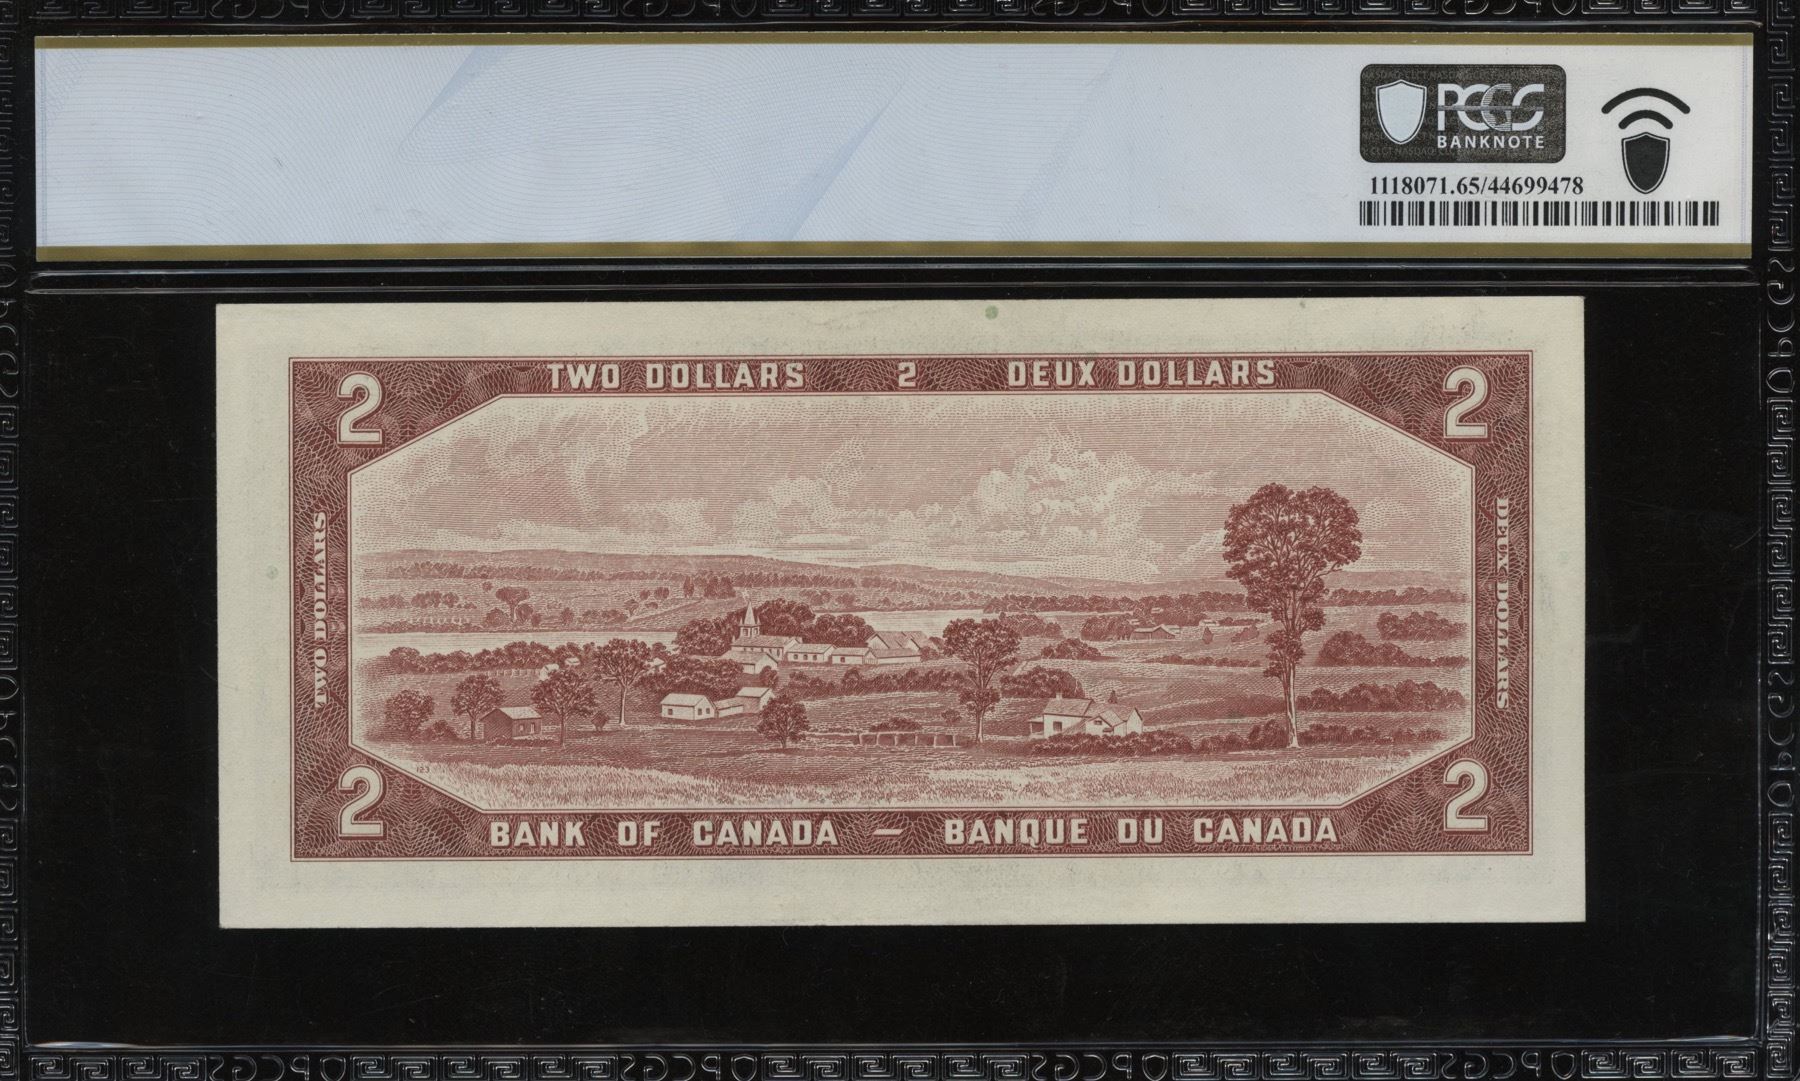 PCGS
BANKNOTE
1118071.65/44699478
2 TWO DOLLARS 2 DEUX DOLLARS 2
TWO DOLLARS
DEUX DOLLARS
123
2 BANK OF CANADA — BANQUE DU CANADA 2